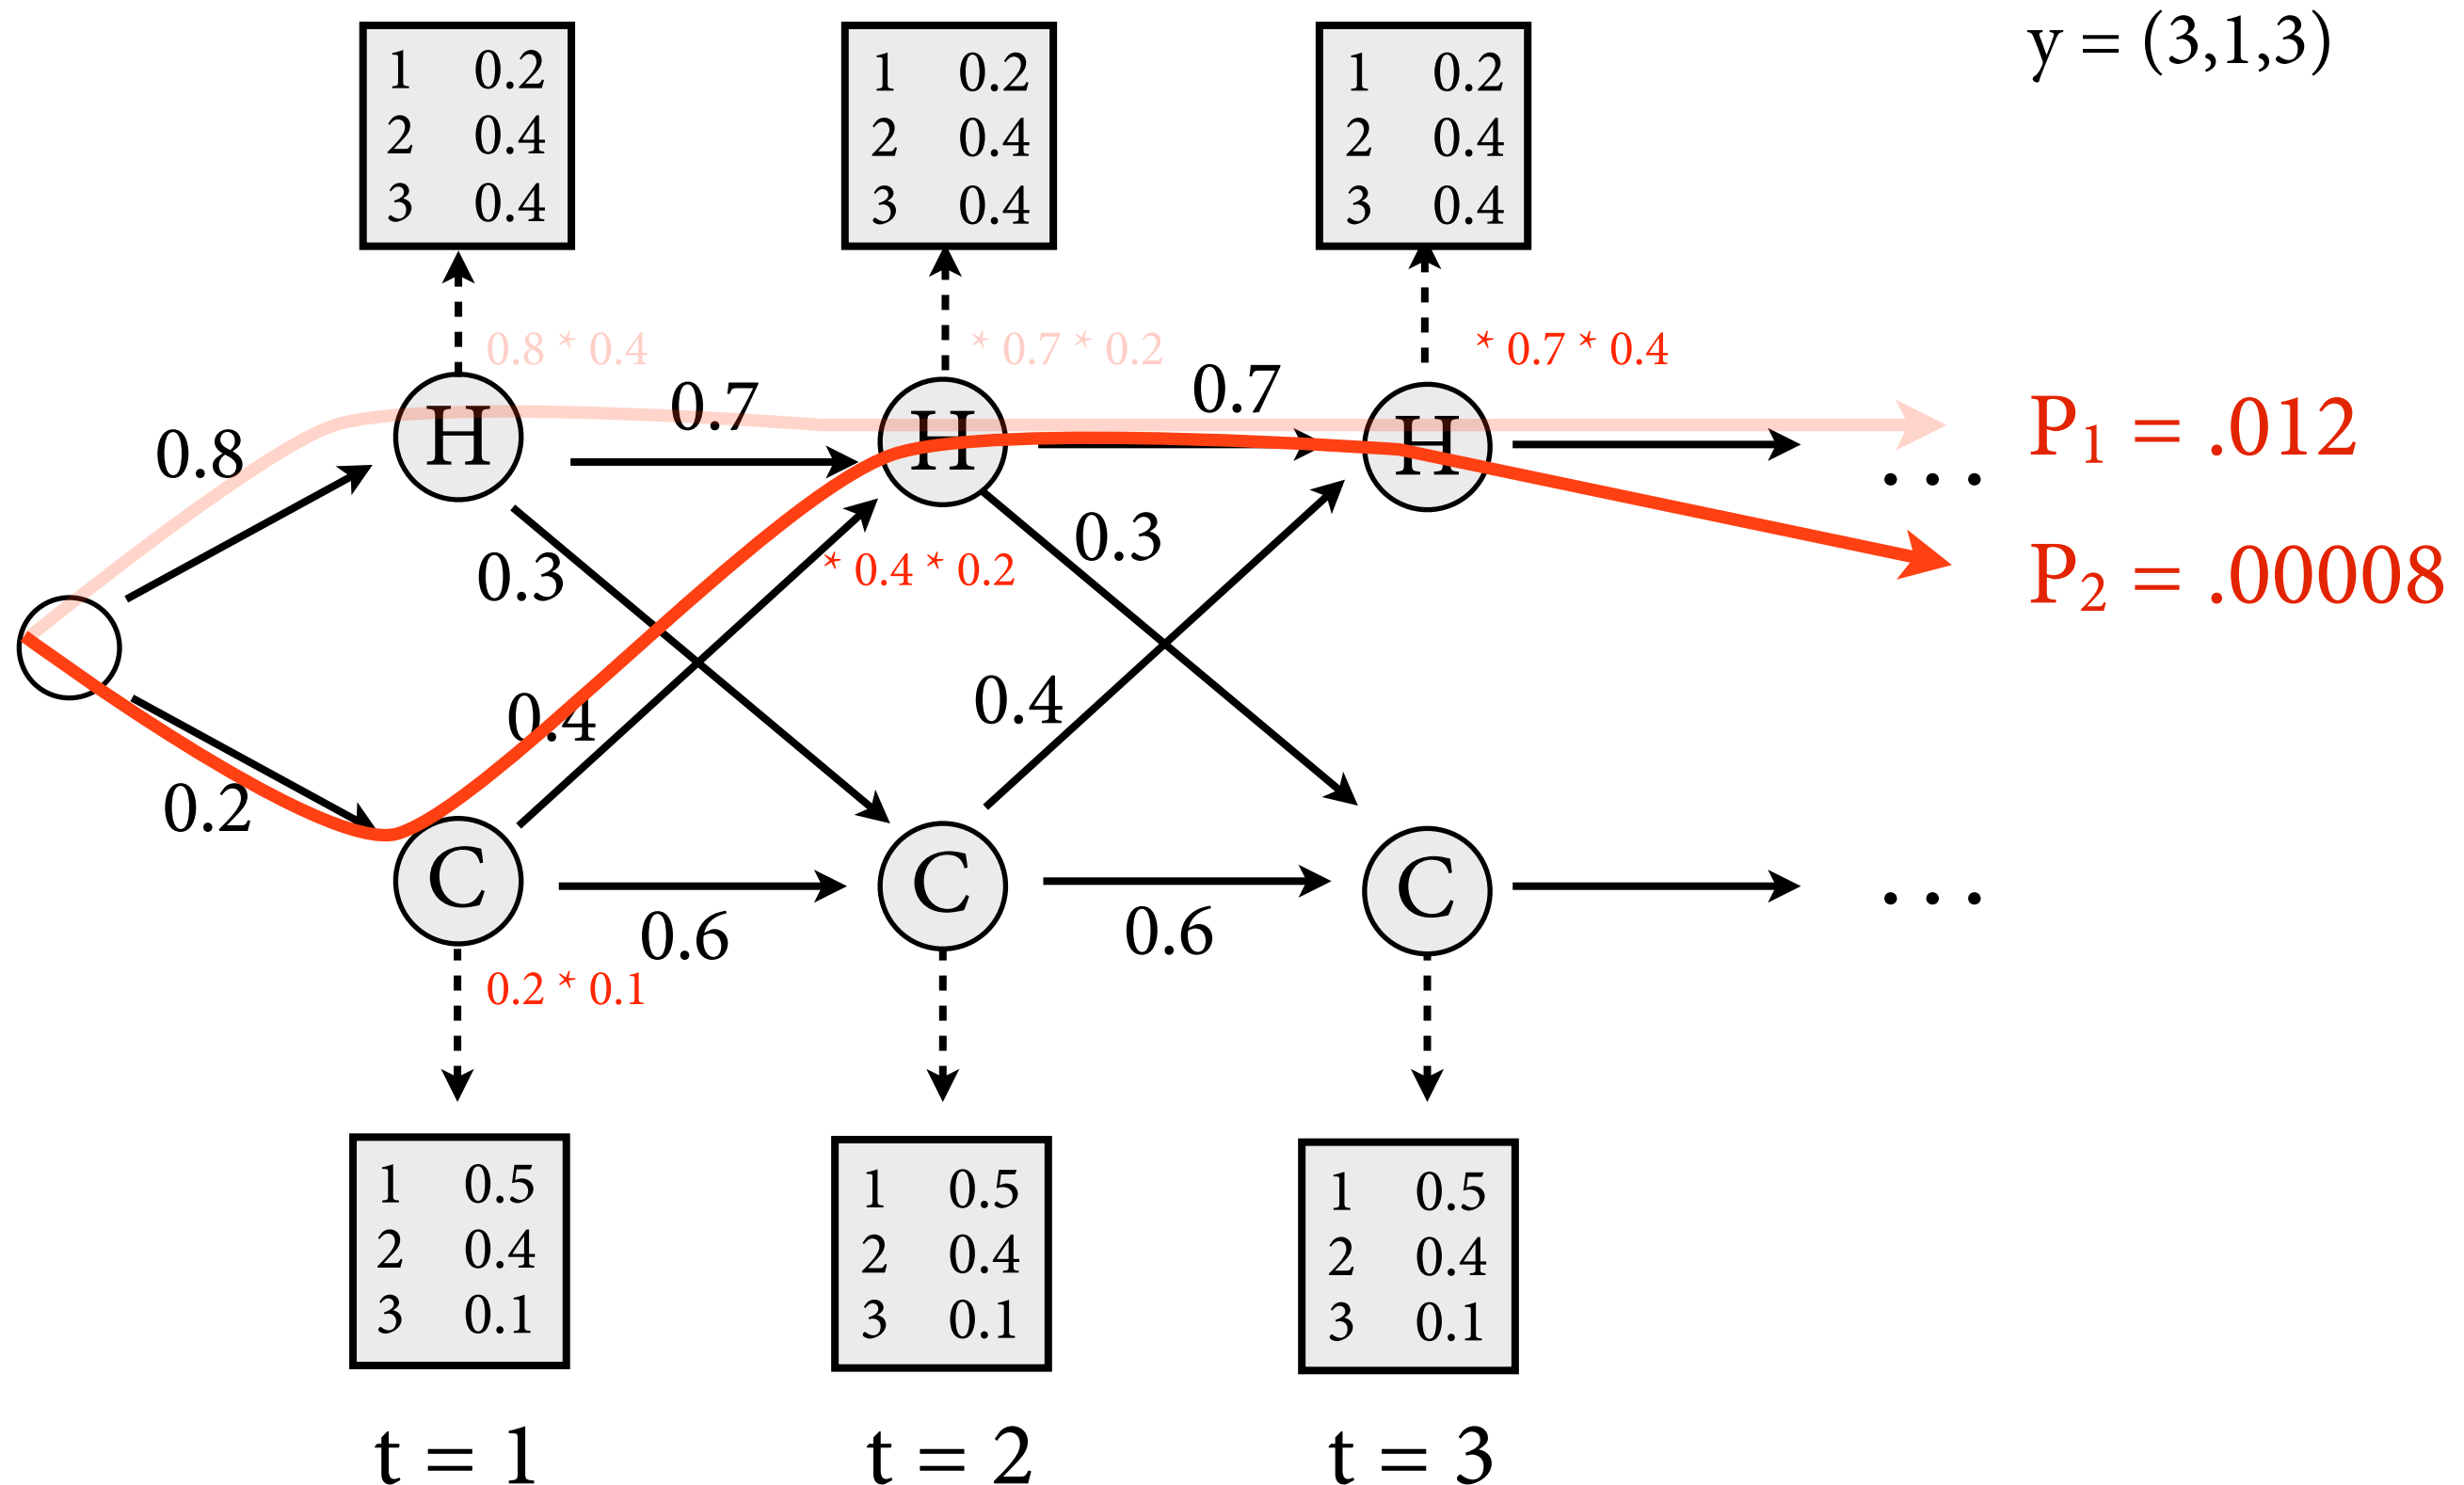 y = (3,1,3)
1 0.2
2 0.4
3 0.4
1 0.2
2 0.4
3 0.4
1 0.2
2 0.4
3 0.4
0.8 * 0.4
* 0.7 * 0.2
* 0.7 * 0.4
0.8
H
0.7
H
0.7
H
...
P1 = .012
0.3
* 0.4 * 0.2
0.3
P2 = .00008
0.4
0.4
0.2
C
0.6
C
0.6
C
...
0.2 * 0.1
1 0.5
2 0.4
3 0.1
1 0.5
2 0.4
3 0.1
1 0.5
2 0.4
3 0.1
t = 1
t = 2
t = 3